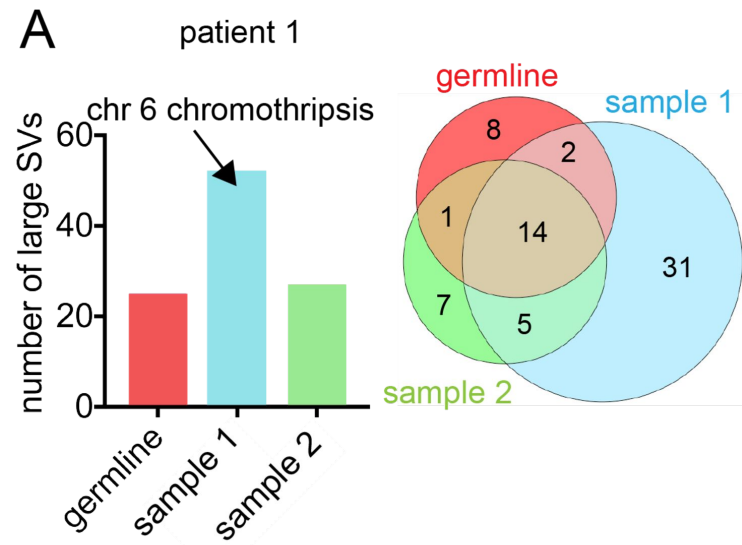 A
patient 1
chr 6 chromothripsis
number of large SVs
60
40
20
0
germline
sample 1
sample 2
germline
sample 1
8
2
1
14
31
7
5
sample 2